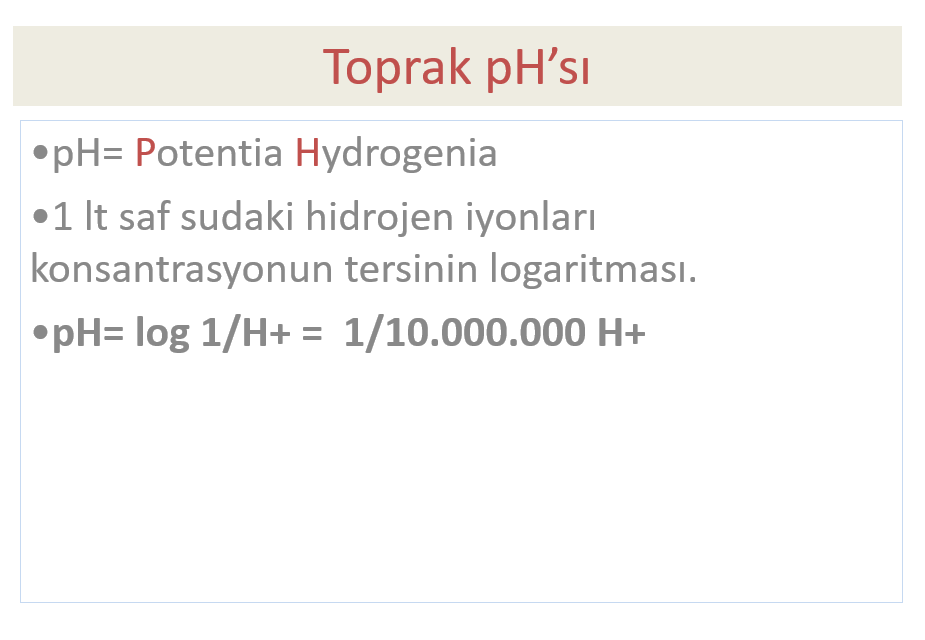 Toprak pH’sı
•pH= Potentia Hydrogenia
•1 lt saf sudaki hidrojen iyonları
konsantrasyonun tersinin logaritması.
•pH= log 1/H+ = 1/10.000.000 H+